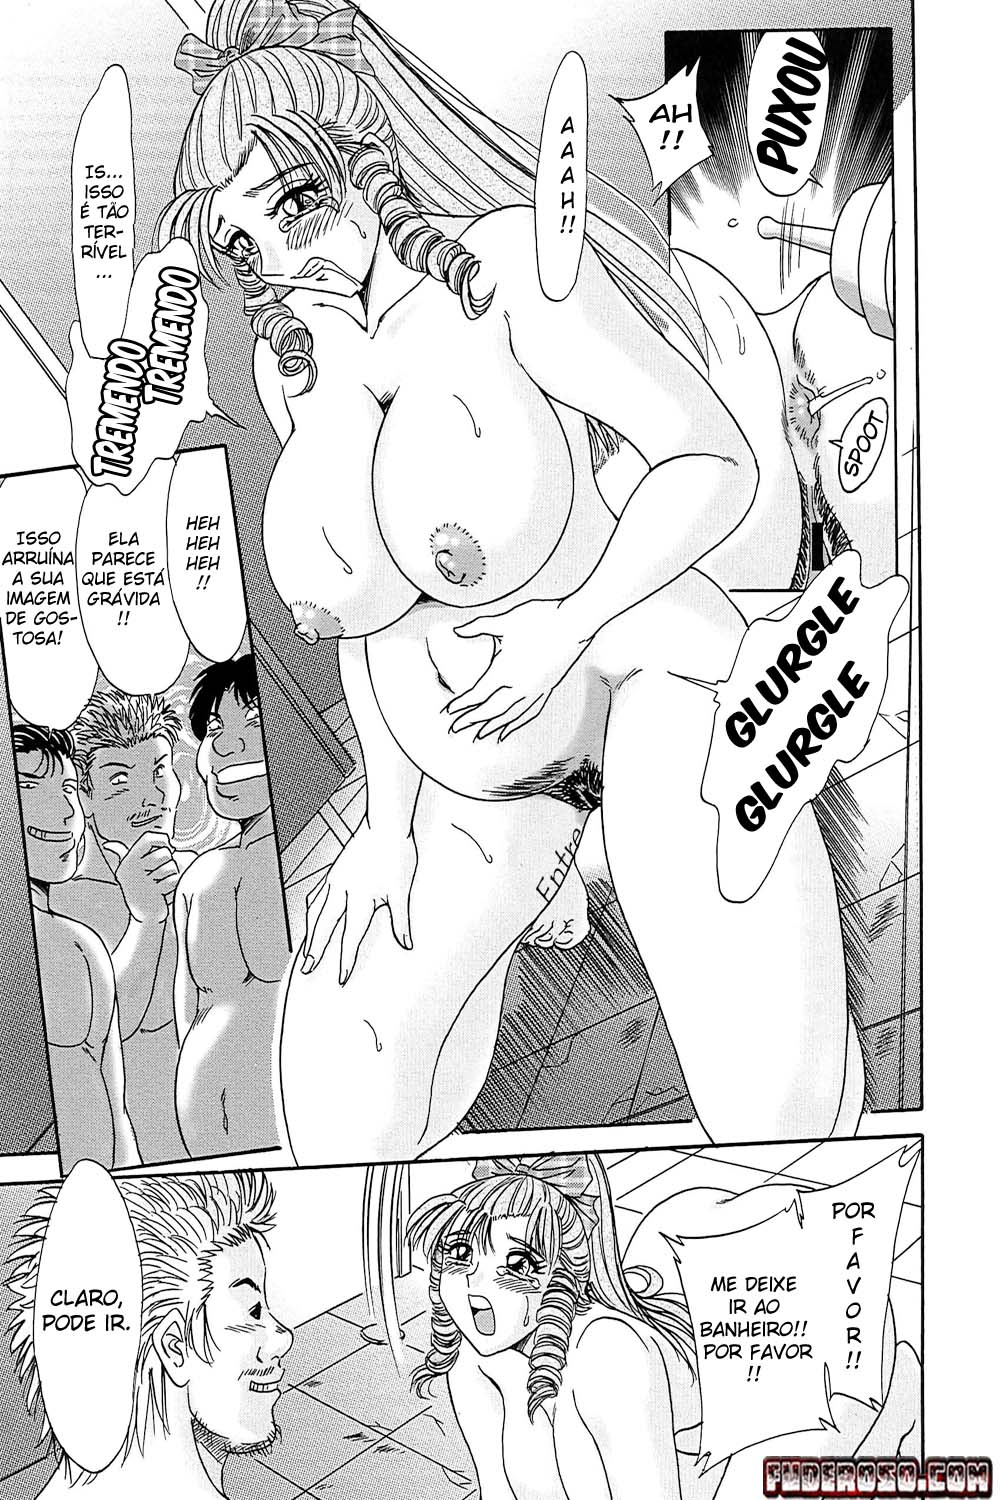 PUXOU
AH
!!
SPOOT
A
A
A
H
!!
IS...
ISSO
É TÃO
TER-
RÍVEL
...
TREMENDO
TREMENDO
GLURGLE
GLURGLE
HEH
HEH
HEH
!!
ELA
PARECE
QUE ESTÁ
GRÁVIDA
!!
ISSO
ARRUÍNA
A SUA
IMAGEM
DE GOS-
TOSA!
Entre
POR
F
A
V
O
R
!!
ME DEIXE
IR AO
BANHEIRO!!
POR FAVOR
!!
CLARO,
PODE IR.
FUDEROSO.COM